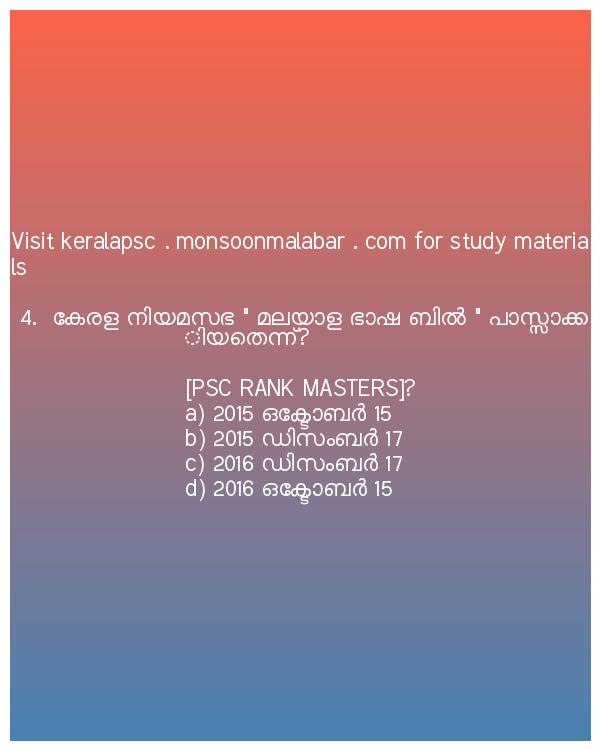 Visit keralapsc . monsoonmalabar . com for study materia
ls
4. കേരള നിയമസഭ " മലയാള ഭാഷ ബിൽ " പാസ്സാക്ക
ിയതെന്ന്?
[PSC RANK MASTERS]?
a) 2015 ഒക്ടോബർ 15
b) 2015 ഡിസംബർ 17
c) 2016 ഡിസംബർ 17
d) 2016 ഒക്ടോബർ 15